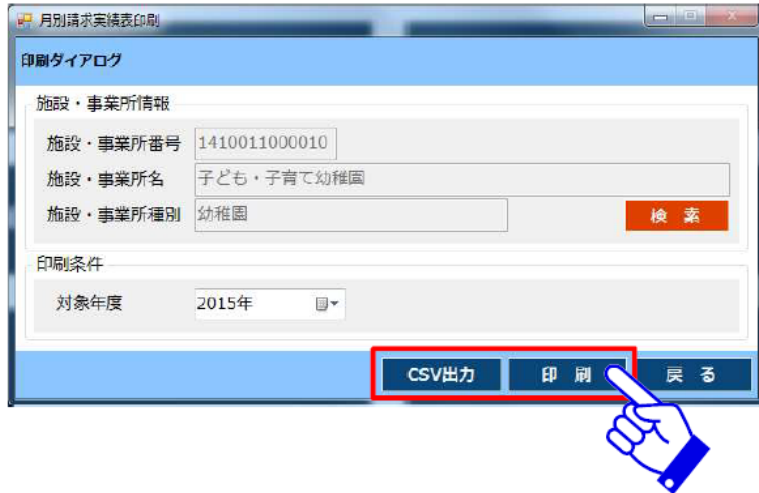 月別請求実績表印刷
印刷ダイアログ
施設・事業所情報
施設・事業所番号 1410011000010
施設・事業所名 子ども・子育て幼稚園
施設・事業所種別 幼稚園
検 索
印刷条件
対象年度 2015年
CSV出力 印 刷 戻 る